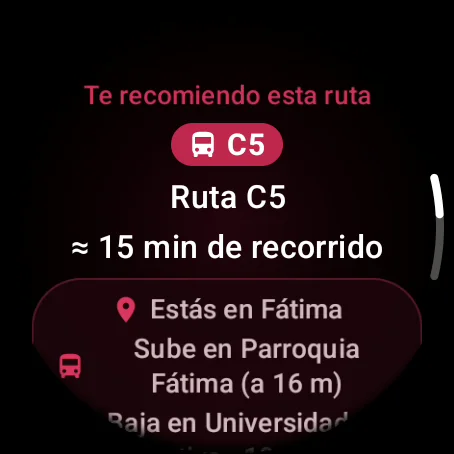 Te recomiendo esta ruta
C5
Ruta C5
≈ 15 min de recorrido
Estás en Fátima
Sube en Parroquia
Fátima (a 16 m)
Baja en Universidad